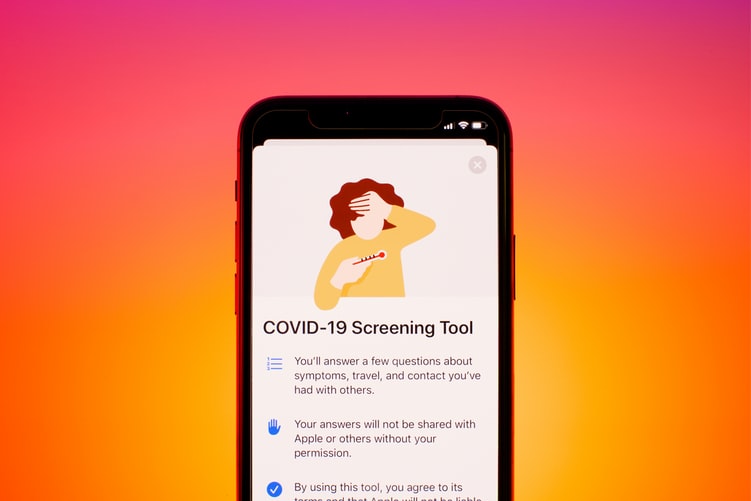 COVID-19 Screening Tool
You'll answer a few questions about
symptoms, travel, and contact you've
had with others.
Your answers will not be shared with
Apple or others without your
permission.
By using this tool, you agree to its
terms and that Apple will not be liable